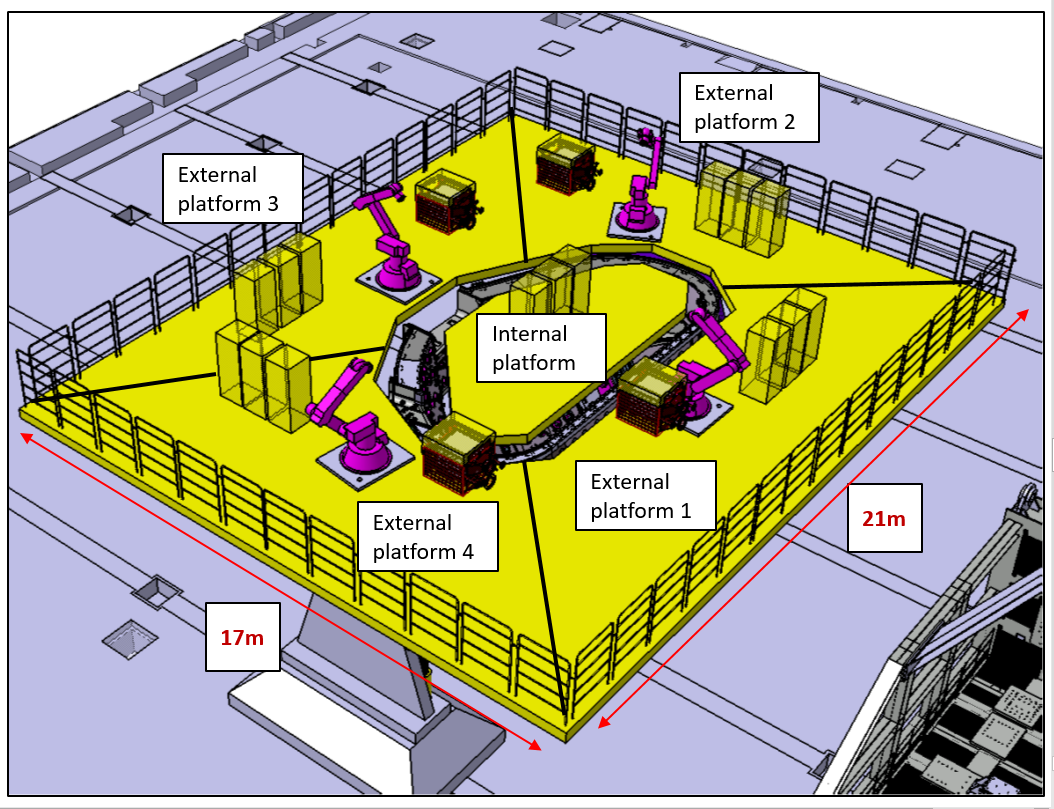 External
platform 2
External
platform 3
Internal
platform
External
platform 1
21m
External
platform 4
17m